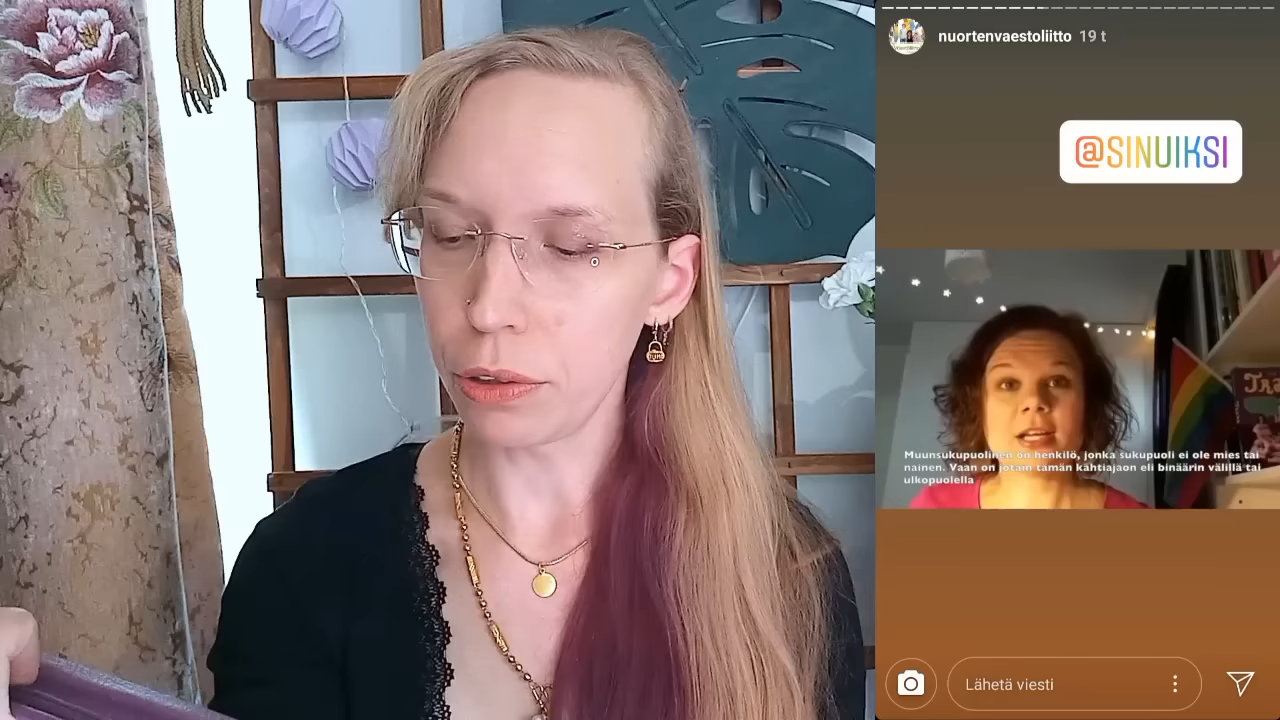 nuortenvaestoliitto 19 t
@SINUIKSI
Muunsukupuolinen on henkilö, jonka sukupuoli ei ole mies tai
nainen. Vaan on jotain tämän kahtiajaon eli binäärin välillä tai
ulkopuolella
Lähetä viesti